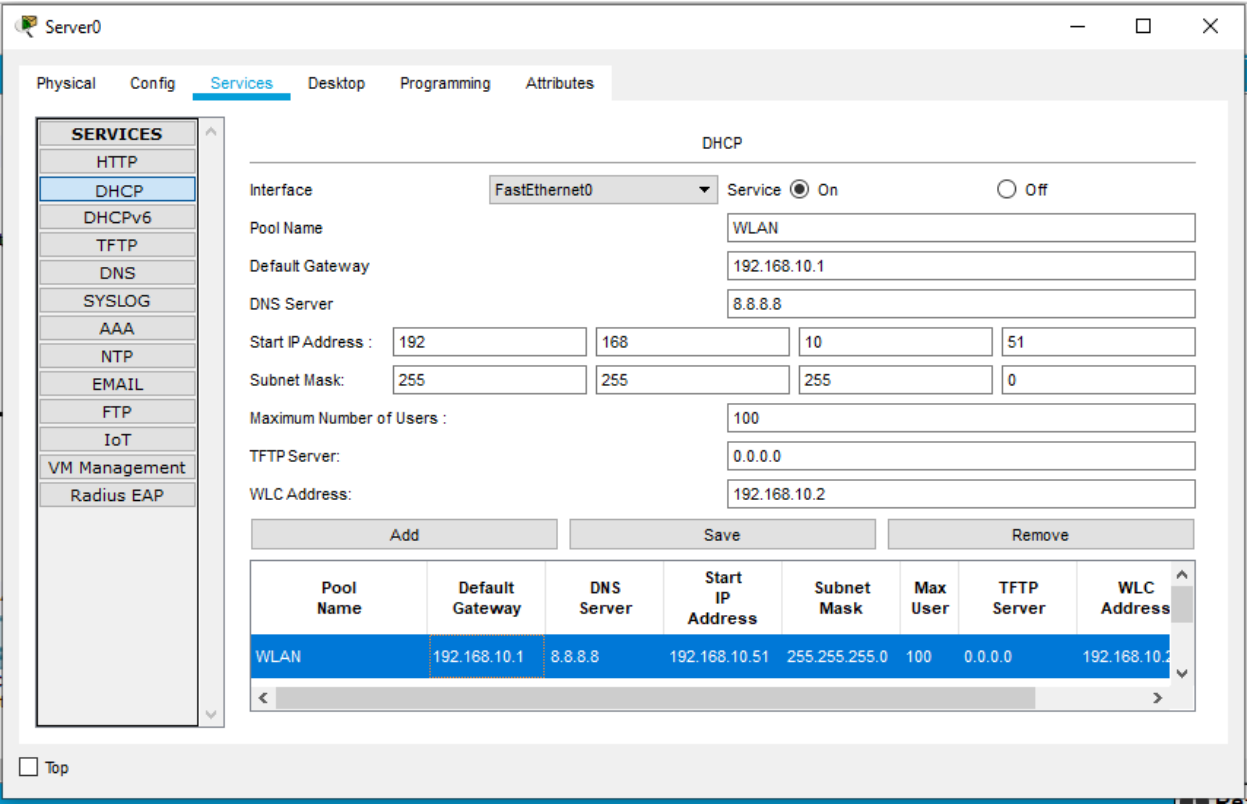 Server0
Physical Config Services Desktop Programming Attributes
SERVICES
HTTP
DHCP
DHCPv6
TFTP
DNS
SYSLOG
AAA
NTP
EMAIL
FTP
IoT
VM Management
Radius EAP
DHCP
Interface FastEthernet0 Service On Off
Pool Name WLAN
Default Gateway 192.168.10.1
DNS Server 8.8.8.8
Start IP Address : 192 168 10 51
Subnet Mask: 255 255 255 0
Maximum Number of Users : 100
TFTP Server: 0.0.0.0
WLC Address: 192.168.10.2
Add Save Remove
Pool Name Default Gateway DNS Server Start IP Address Subnet Mask Max User TFTP Server WLC Address
WLAN 192.168.10.1 8.8.8.8 192.168.10.51 255.255.255.0 100 0.0.0.0 192.168.10.2
Top